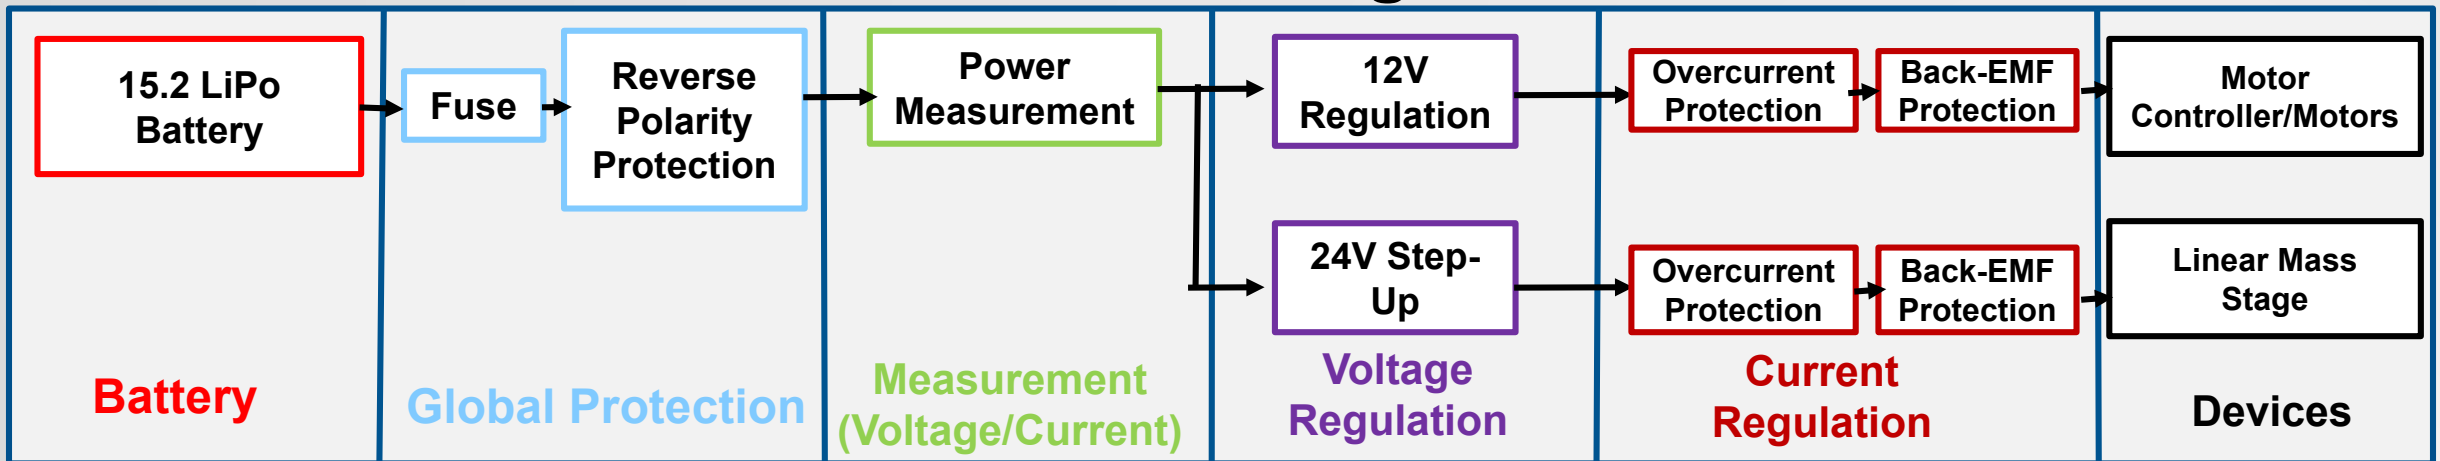 15.2 LiPo
Battery
Fuse
Reverse
Polarity
Protection
Power
Measurement
12V
Regulation
Overcurrent
Protection
Back-EMF
Protection
Motor
Controller/Motors
24V Step-
Up
Overcurrent
Protection
Back-EMF
Protection
Linear Mass
Stage
Battery
Global Protection
Measurement
(Voltage/Current)
Voltage
Regulation
Current
Regulation
Devices